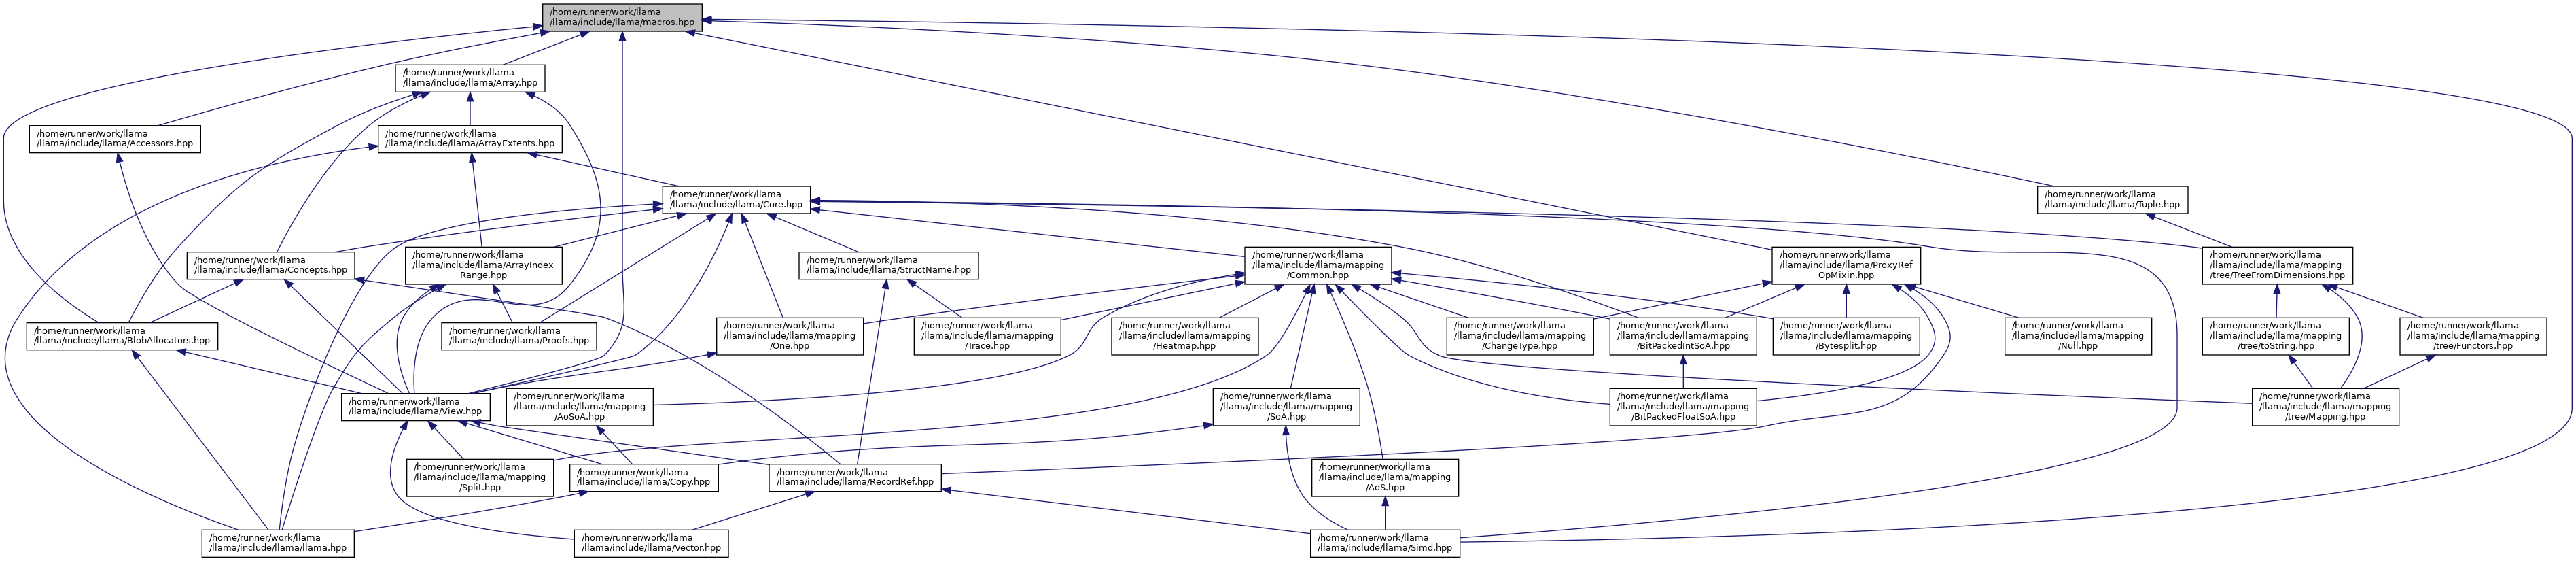 /home/runner/work/llama
/llama/include/llama/macros.hpp
/home/runner/work/llama
/llama/include/llama/Array.hpp
/home/runner/work/llama
/llama/include/llama/Accessors.hpp
/home/runner/work/llama
/llama/include/llama/ArrayExtents.hpp
/home/runner/work/llama
/llama/include/llama/Core.hpp
/home/runner/work/llama
/llama/include/llama/Tuple.hpp
/home/runner/work/llama
/llama/include/llama/Concepts.hpp
/home/runner/work/llama
/llama/include/llama/ArrayIndex
Range.hpp
/home/runner/work/llama
/llama/include/llama/StructName.hpp
/home/runner/work/llama
/llama/include/llama/mapping
/Common.hpp
/home/runner/work/llama
/llama/include/llama/ProxyRef
OpMixin.hpp
/home/runner/work/llama
/llama/include/llama/mapping
/tree/TreeFromDimensions.hpp
/home/runner/work/llama
/llama/include/llama/BlobAllocators.hpp
/home/runner/work/llama
/llama/include/llama/Proofs.hpp
/home/runner/work/llama
/llama/include/llama/mapping
/One.hpp
/home/runner/work/llama
/llama/include/llama/mapping
/Trace.hpp
/home/runner/work/llama
/llama/include/llama/mapping
/Heatmap.hpp
/home/runner/work/llama
/llama/include/llama/mapping
/ChangeType.hpp
/home/runner/work/llama
/llama/include/llama/mapping
/BitPackedIntSoA.hpp
/home/runner/work/llama
/llama/include/llama/mapping
/Bytesplit.hpp
/home/runner/work/llama
/llama/include/llama/mapping
/Null.hpp
/home/runner/work/llama
/llama/include/llama/mapping
/tree/toString.hpp
/home/runner/work/llama
/llama/include/llama/mapping
/tree/Functors.hpp
/home/runner/work/llama
/llama/include/llama/View.hpp
/home/runner/work/llama
/llama/include/llama/mapping
/AoSoA.hpp
/home/runner/work/llama
/llama/include/llama/mapping
/SoA.hpp
/home/runner/work/llama
/llama/include/llama/mapping
/BitPackedFloatSoA.hpp
/home/runner/work/llama
/llama/include/llama/mapping
/tree/Mapping.hpp
/home/runner/work/llama
/llama/include/llama/mapping
/Split.hpp
/home/runner/work/llama
/llama/include/llama/Copy.hpp
/home/runner/work/llama
/llama/include/llama/RecordRef.hpp
/home/runner/work/llama
/llama/include/llama/mapping
/AoS.hpp
/home/runner/work/llama
/llama/include/llama/llama.hpp
/home/runner/work/llama
/llama/include/llama/Vector.hpp
/home/runner/work/llama
/llama/include/llama/Simd.hpp